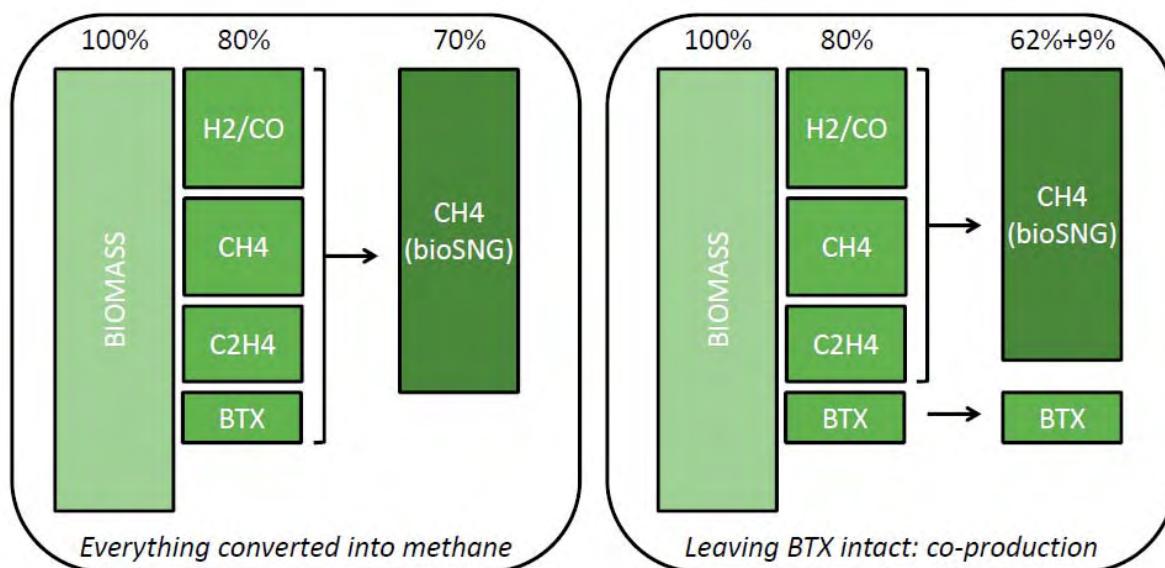 100% 80% 70%
BIOMASS
H2/CO
CH4
C2H4
BTX
CH4
(bioSNG)
Everything converted into methane
100% 80% 62%+9%
BIOMASS
H2/CO
CH4
C2H4
BTX
CH4
(bioSNG)
BTX
Leaving BTX intact: co-production